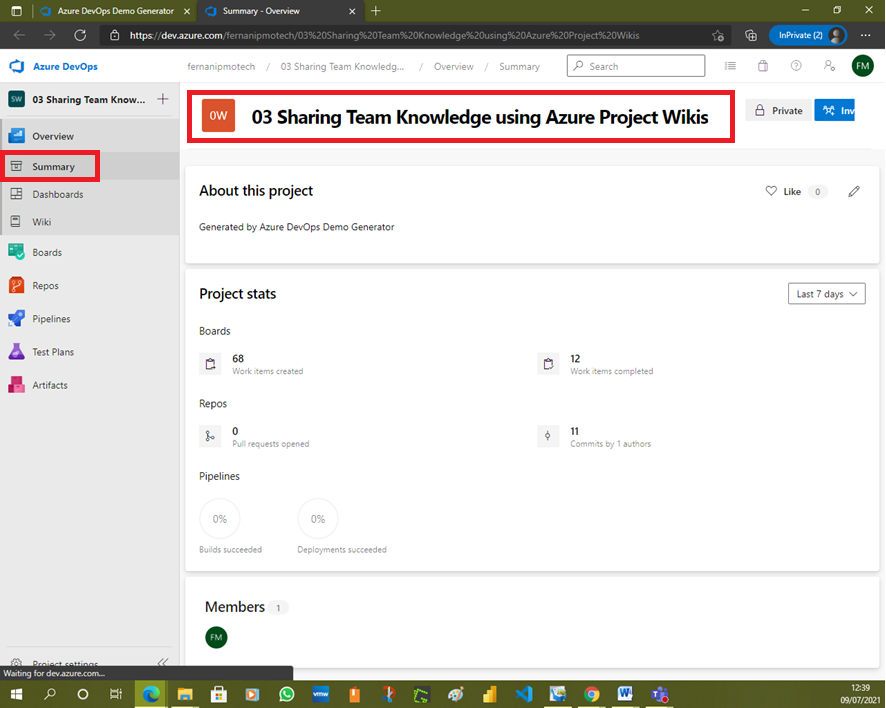 Azure DevOps Demo Generator
Summary - Overview
https://dev.azure.com/fernanipmotech/03%20Sharing%20Team%20Knowledge%20using%20Azure%20Project%20Wikis
InPrivate (2)
Azure DevOps
fernanipmotech / 03 Sharing Team Knowledg... / Overview / Summary
Search
FM
SW
03 Sharing Team Know...
Overview
Summary
Dashboards
Wiki
Boards
Repos
Pipelines
Test Plans
Artifacts
Project settings
Waiting for dev.azure.com...
0W
03 Sharing Team Knowledge using Azure Project Wikis
Private
Inv
About this project
Like 0
Generated by Azure DevOps Demo Generator
Project stats
Last 7 days
Boards
68
Work items created
12
Work items completed
Repos
0
Pull requests opened
11
Commits by 1 authors
Pipelines
0%
Builds succeeded
0%
Deployments succeeded
Members 1
FM
vmw
12:39
09/07/2021